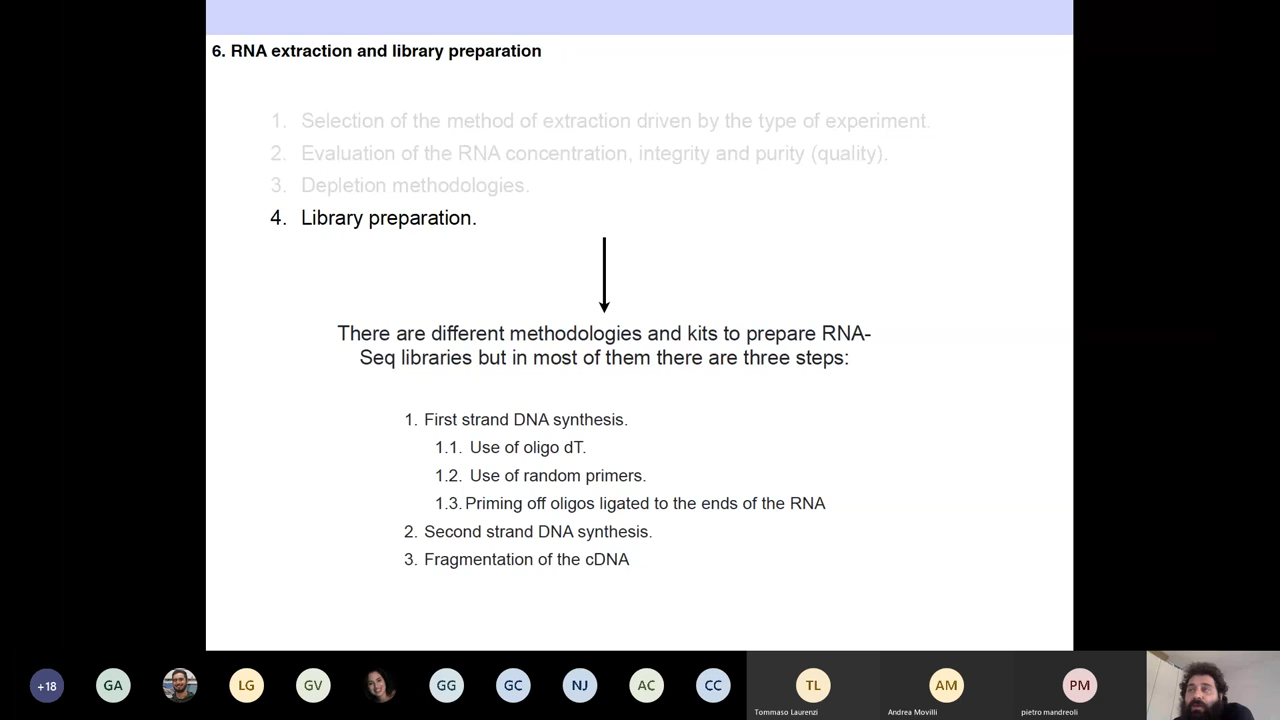 6. RNA extraction and library preparation
1. Selection of the method of extraction driven by the type of experiment.
2. Evaluation of the RNA concentration, integrity and purity (quality).
3. Depletion methodologies.
4. Library preparation.
There are different methodologies and kits to prepare RNA-
Seq libraries but in most of them there are three steps:
1. First strand DNA synthesis.
1.1. Use of oligo dT.
1.2. Use of random primers.
1.3. Priming off oligos ligated to the ends of the RNA
2. Second strand DNA synthesis.
3. Fragmentation of the cDNA
+18 GA LG GV GG GC NJ AC CC TL AM PM
Tommaso Laurenzi Andrea Movilli pietro mandreoli